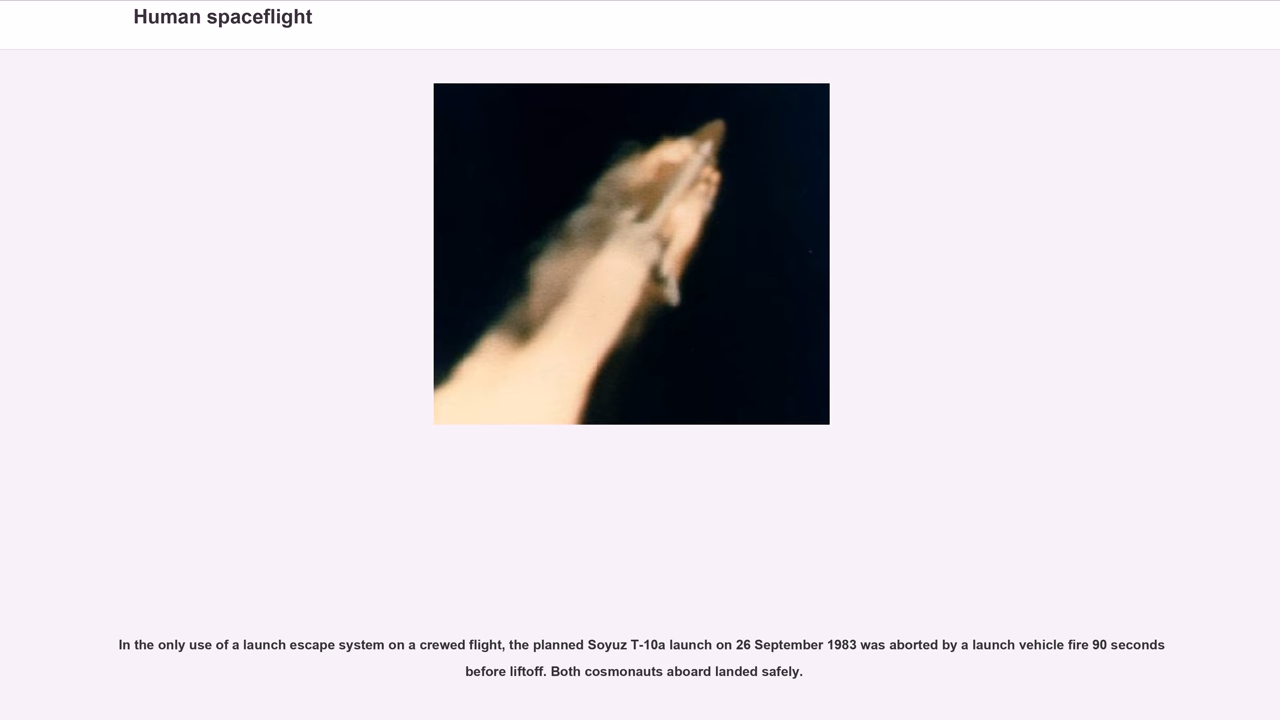 Human spaceflight
In the only use of a launch escape system on a crewed flight, the planned Soyuz T-10a launch on 26 September 1983 was aborted by a launch vehicle fire 90 seconds
before liftoff. Both cosmonauts aboard landed safely.